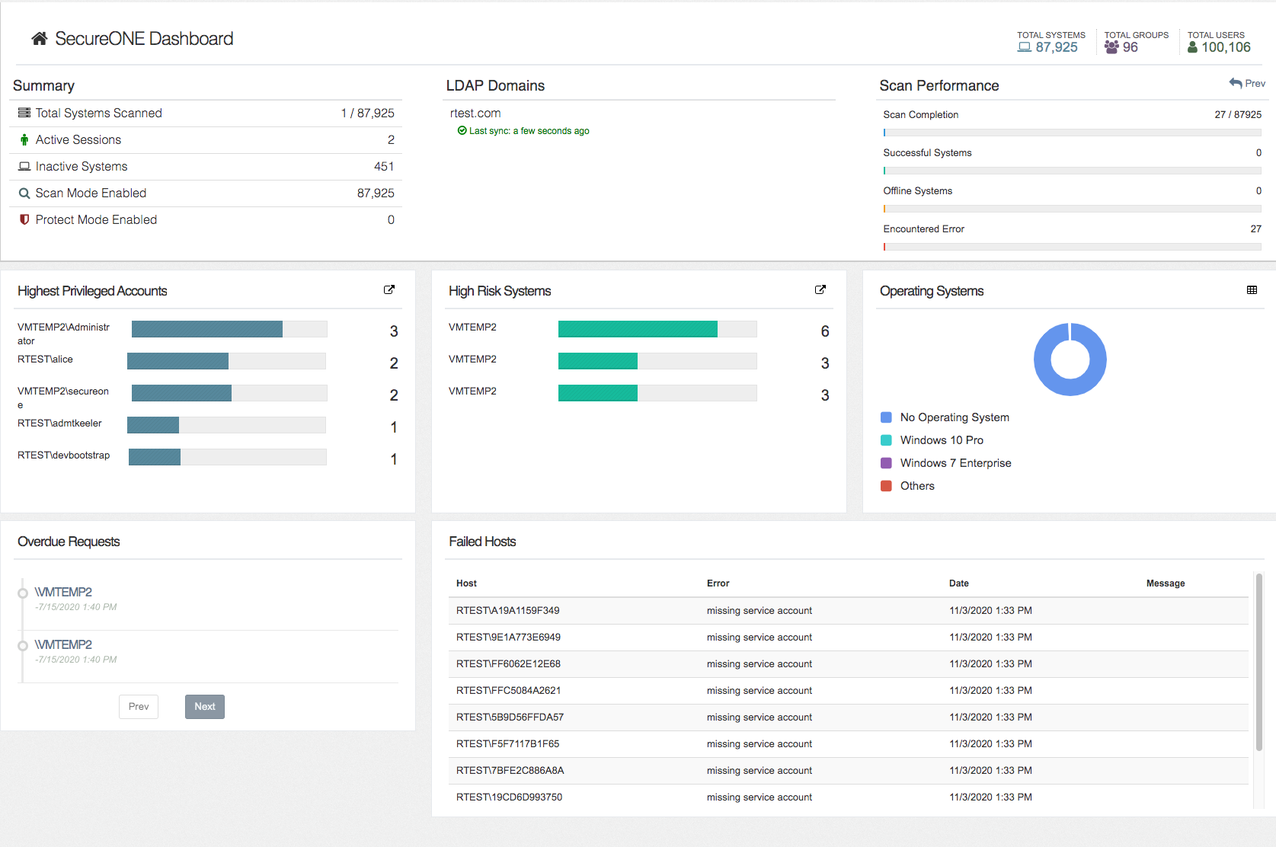 SecureONE Dashboard
TOTAL SYSTEMS
87,925
TOTAL GROUPS
96
TOTAL USERS
100,106
Summary
Total Systems Scanned 1 / 87,925
Active Sessions 2
Inactive Systems 451
Scan Mode Enabled 87,925
Protect Mode Enabled 0
LDAP Domains
rtest.com
Last sync: a few seconds ago
Scan Performance
Prev
Scan Completion 27 / 87925
Successful Systems 0
Offline Systems 0
Encountered Error 27
Highest Privileged Accounts
VMTEMP2\Administr
ator
3
RTEST\alice 2
VMTEMP2\secureon
e
2
RTEST\admtkeeler 1
RTEST\devbootstrap 1
High Risk Systems
VMTEMP2 6
VMTEMP2 3
VMTEMP2 3
Operating Systems
No Operating System
Windows 10 Pro
Windows 7 Enterprise
Others
Overdue Requests
\VMTEMP2
-7/15/2020 1:40 PM
\VMTEMP2
-7/15/2020 1:40 PM
Prev Next
Failed Hosts
Host Error Date Message
RTEST\A19A1159F349 missing service account 11/3/2020 1:33 PM
RTEST\9E1A773E6949 missing service account 11/3/2020 1:33 PM
RTEST\FF6062E12E68 missing service account 11/3/2020 1:33 PM
RTEST\FFC5084A2621 missing service account 11/3/2020 1:33 PM
RTEST\5B9D56FFDA57 missing service account 11/3/2020 1:33 PM
RTEST\F5F7117B1F65 missing service account 11/3/2020 1:33 PM
RTEST\7BFE2C886A8A missing service account 11/3/2020 1:33 PM
RTEST\19CD6D993750 missing service account 11/3/2020 1:33 PM